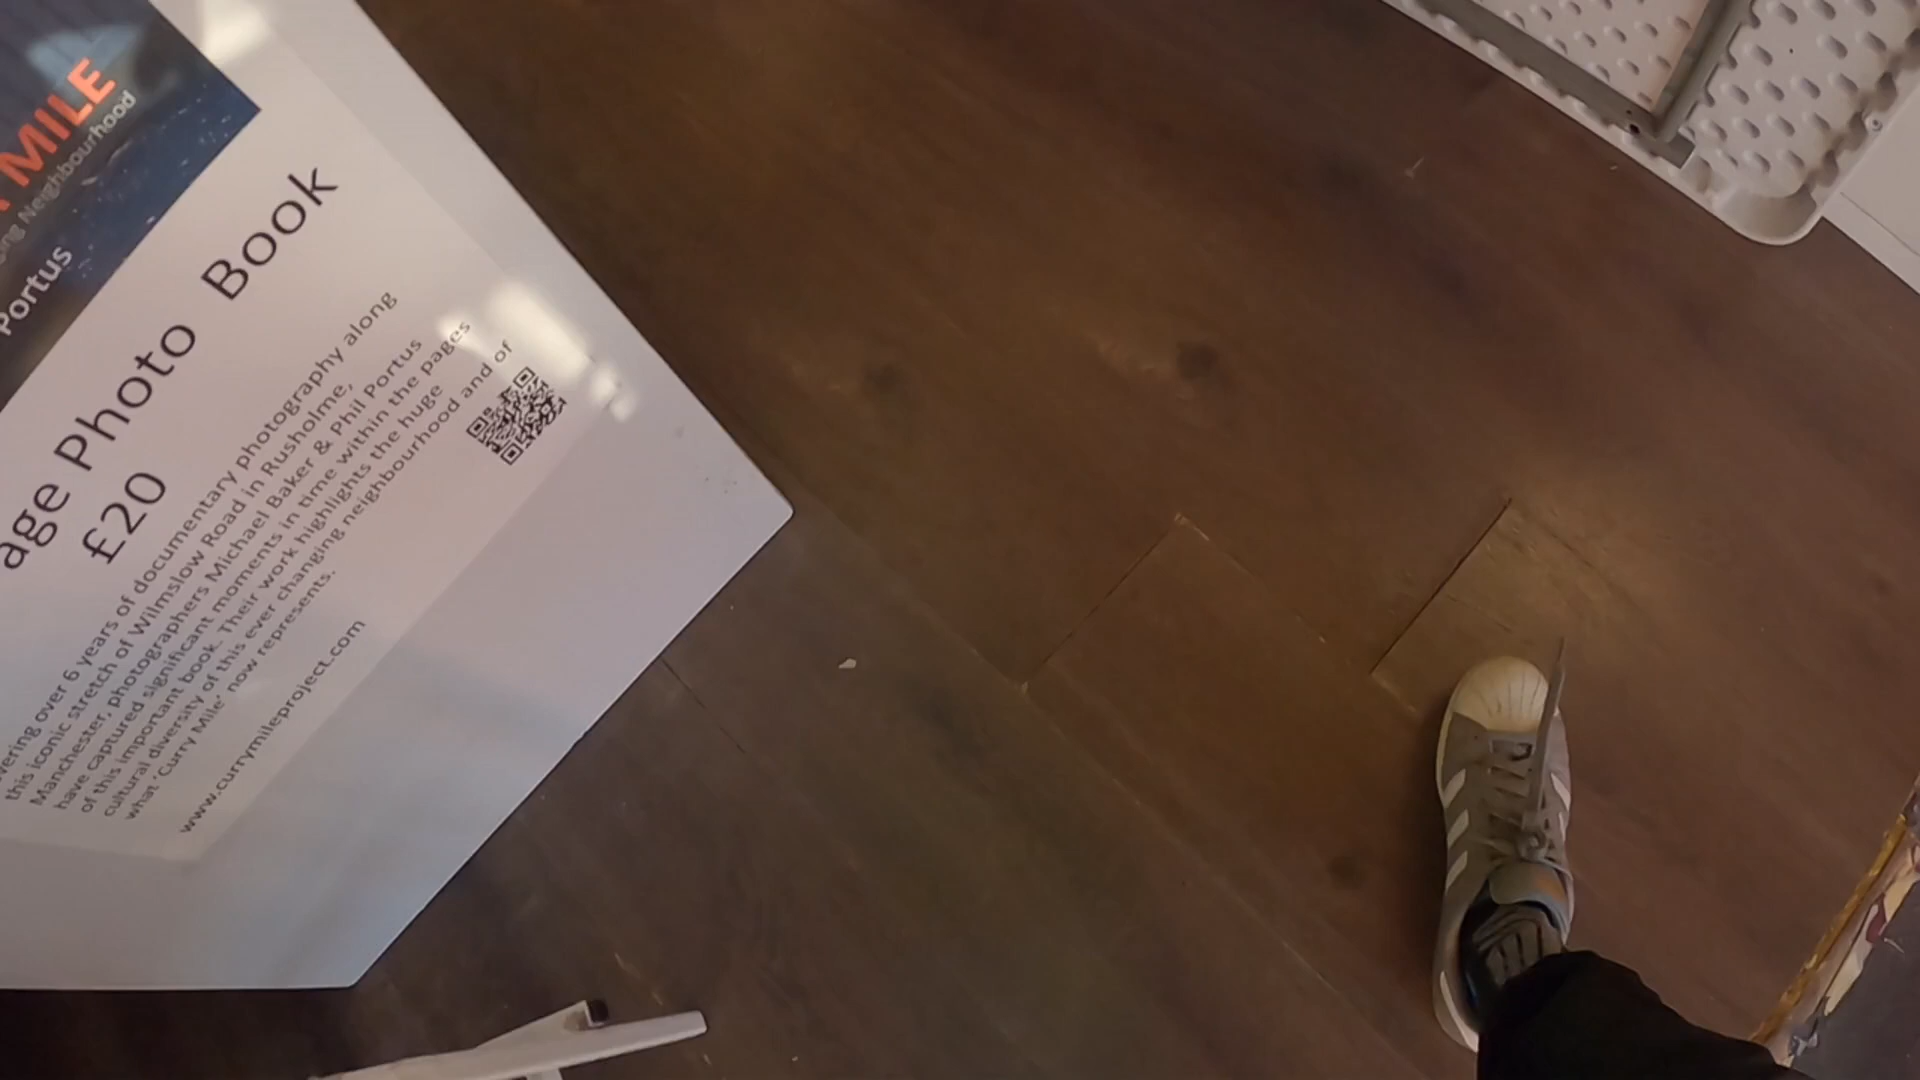 MILE
Neighbourhood
Portus
Photo Book
£20
over 6 years of documentary photography along
this iconic stretch of Wilmslow Road in Rusholme,
Manchester, photographers Michael Baker & Phil Portus
have captured significant moments in time within the pages
of this important book. Their work highlights the huge
cultural diversity of this ever changing neighbourhood and of
what 'Curry Mile' now represents.
www.currymileproject.com